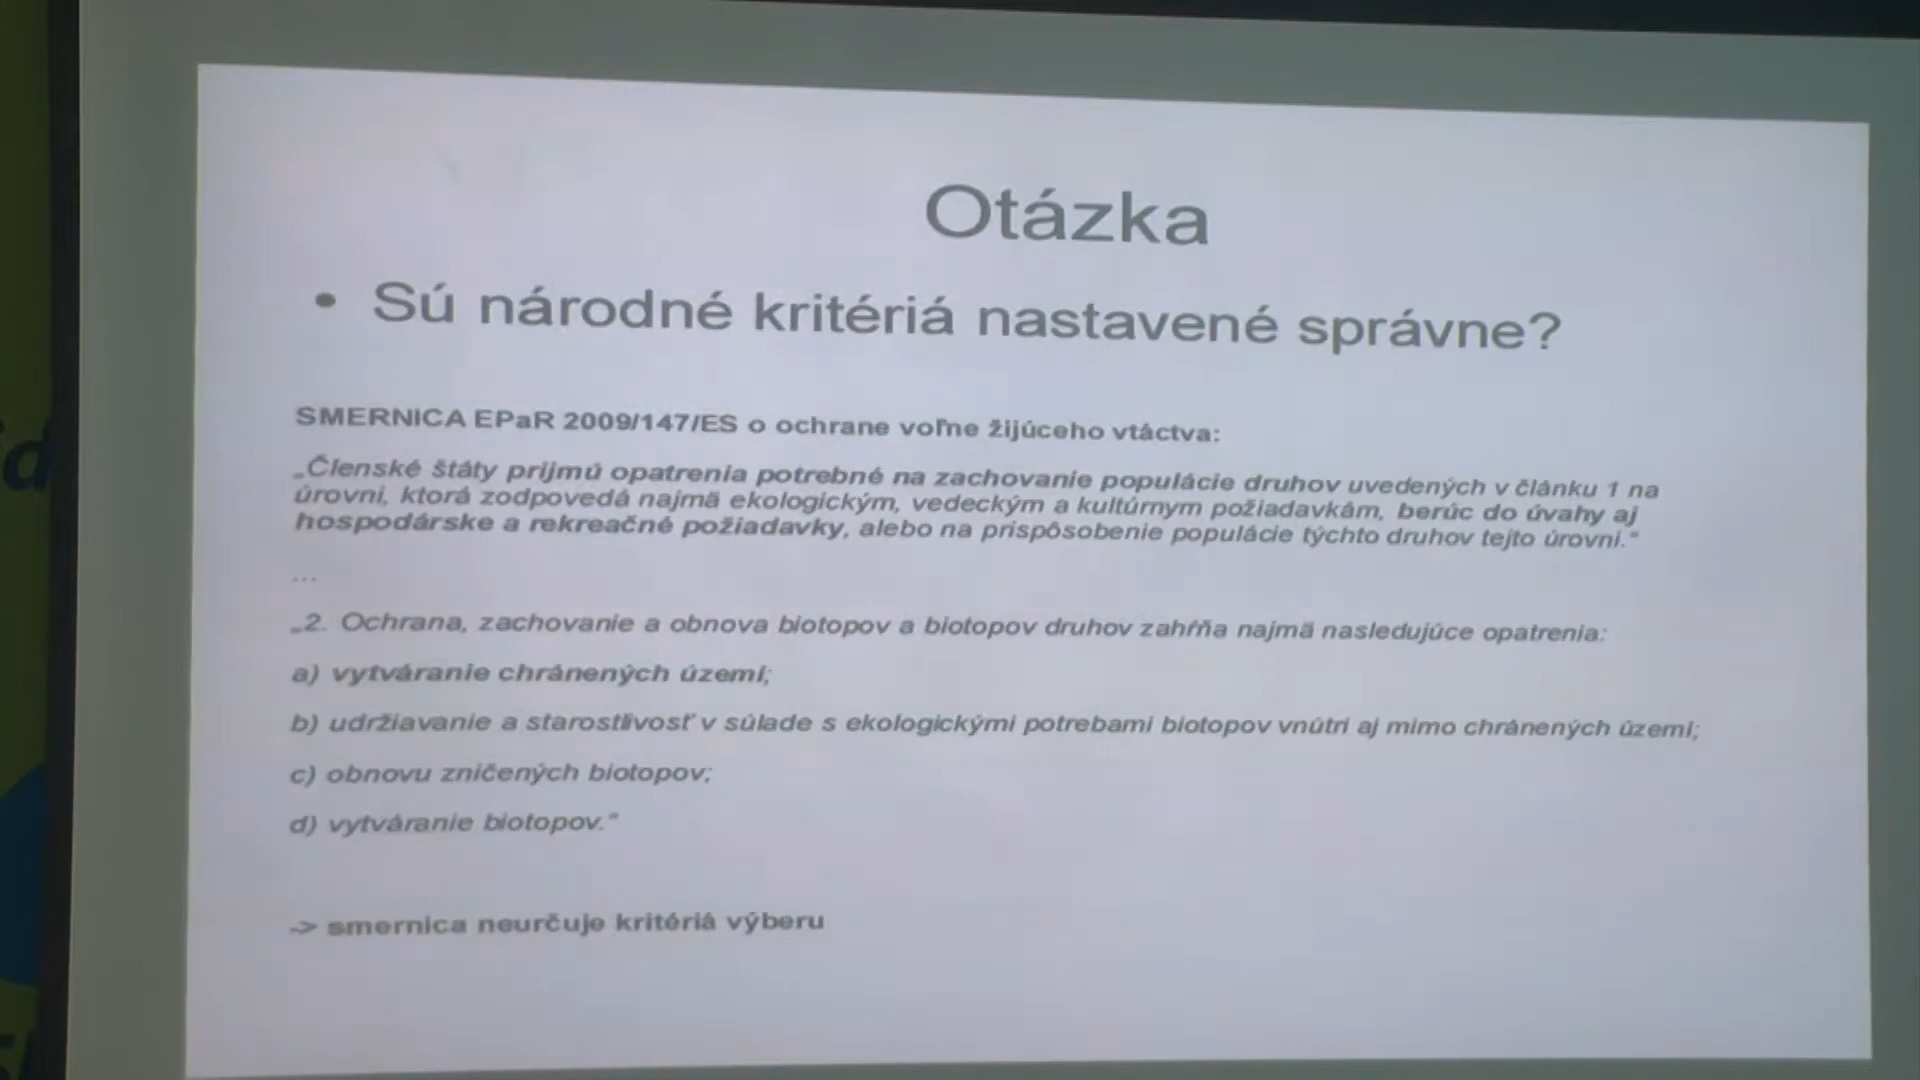 Otázka
• Sú národné kritériá nastavené správne?
SMERNICA EPaR 2009/147/ES o ochrane voľne žijúceho vtáctva:
„Členské štáty prijmú opatrenia potrebné na zachovanie populácie druhov uvedených v článku 1 na
úrovni, ktorá zodpovedá najmä ekologickým, vedeckým a kultúrnym požiadavkám, berúc do úvahy aj
hospodárske a rekreačné požiadavky, alebo na prispôsobenie populácie týchto druhov tejto úrovni.“
...
„2. Ochrana, zachovanie a obnova biotopov a biotopov druhov zahŕňa najmä nasledujúce opatrenia:
a) vytváranie chránených území;
b) udržiavanie a starostlivosť v súlade s ekologickými potrebami biotopov vnútri aj mimo chránených území;
c) obnovu zničených biotopov;
d) vytváranie biotopov.“
-> smernica neurčuje kritériá výberu